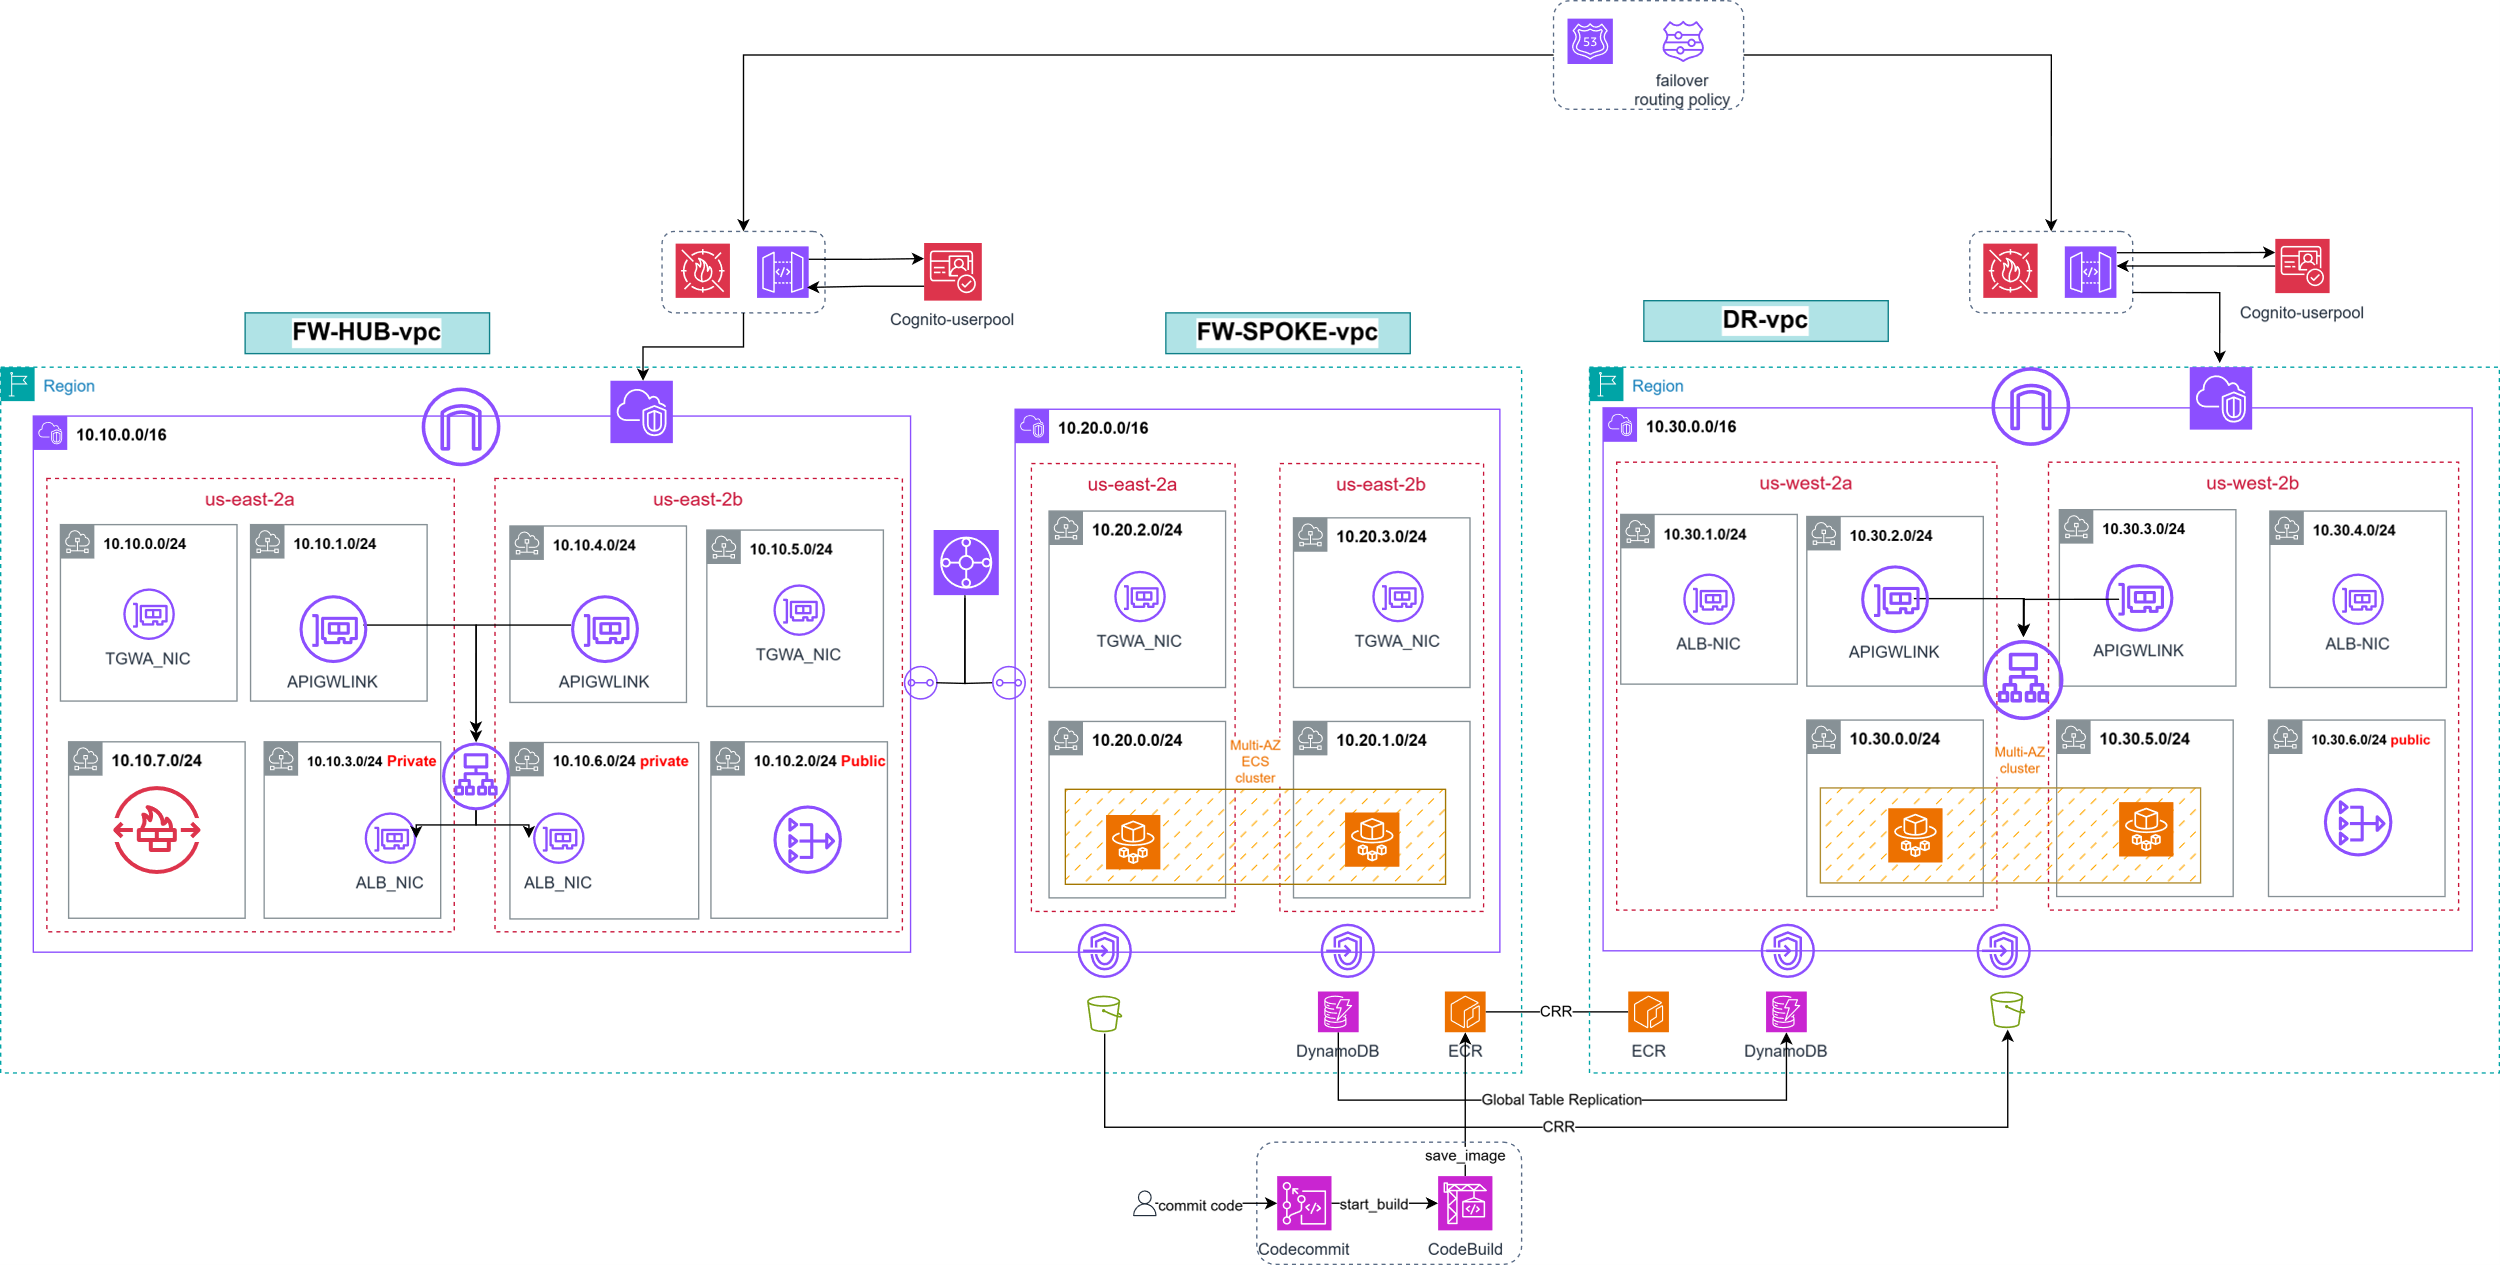 53
failover
routing policy
Cognito-userpool
Cognito-userpool
FW-HUB-vpc
FW-SPOKE-vpc
DR-vpc
Region
10.10.0.0/16
us-east-2a
us-east-2b
10.10.0.0/24
10.10.1.0/24
10.10.4.0/24
10.10.5.0/24
TGWA_NIC
APIGWLINK
APIGWLINK
TGWA_NIC
10.10.7.0/24
10.10.3.0/24 Private
10.10.6.0/24 private
10.10.2.0/24 Public
ALB_NIC
ALB_NIC
10.20.0.0/16
us-east-2a
us-east-2b
10.20.2.0/24
10.20.3.0/24
TGWA_NIC
TGWA_NIC
10.20.0.0/24
Multi-AZ
ECS
cluster
10.20.1.0/24
Region
10.30.0.0/16
us-west-2a
us-west-2b
10.30.1.0/24
10.30.2.0/24
10.30.3.0/24
10.30.4.0/24
ALB-NIC
APIGWLINK
APIGWLINK
ALB-NIC
10.30.0.0/24
Multi-AZ
cluster
10.30.5.0/24
10.30.6.0/24 public
DynamoDB
ECR
CRR
ECR
DynamoDB
Global Table Replication
CRR
save_image
commit code
start_build
Codecommit
CodeBuild